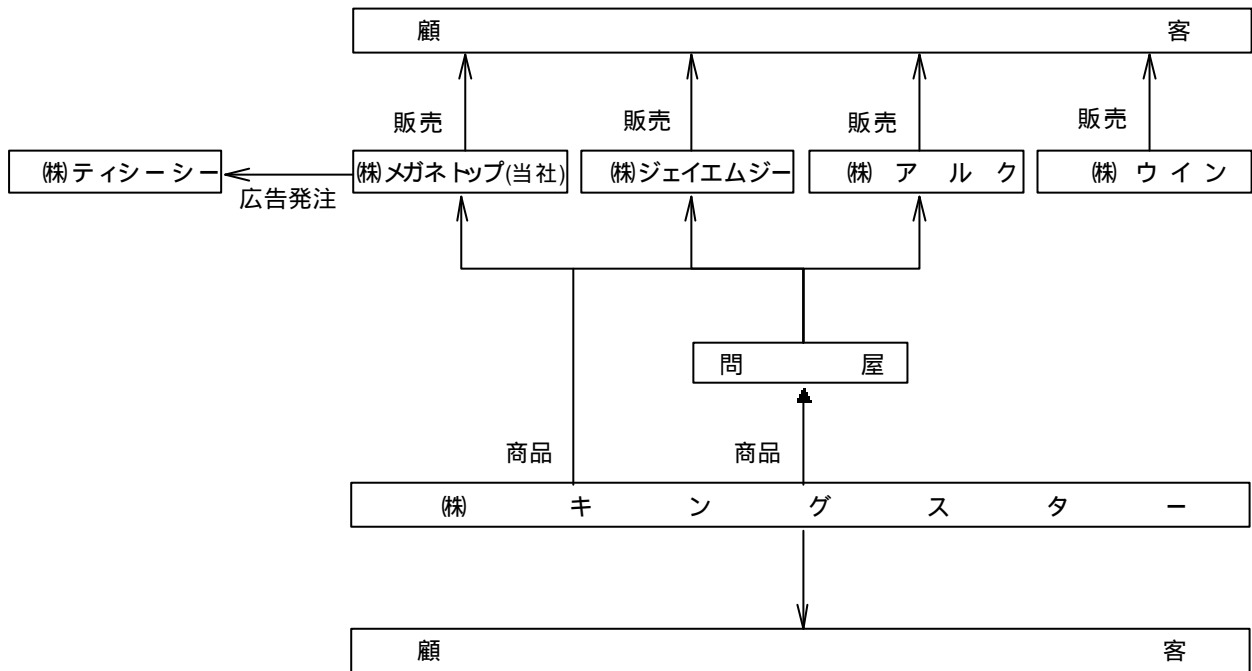 顧客
販売 販売 販売 販売
㈱ティーシーシー ㈱メガネトップ(当社) ㈱ジェイエムジー ㈱アルク ㈱ウイン
広告発注
問屋
商品 商品
㈱キングスター
顧客